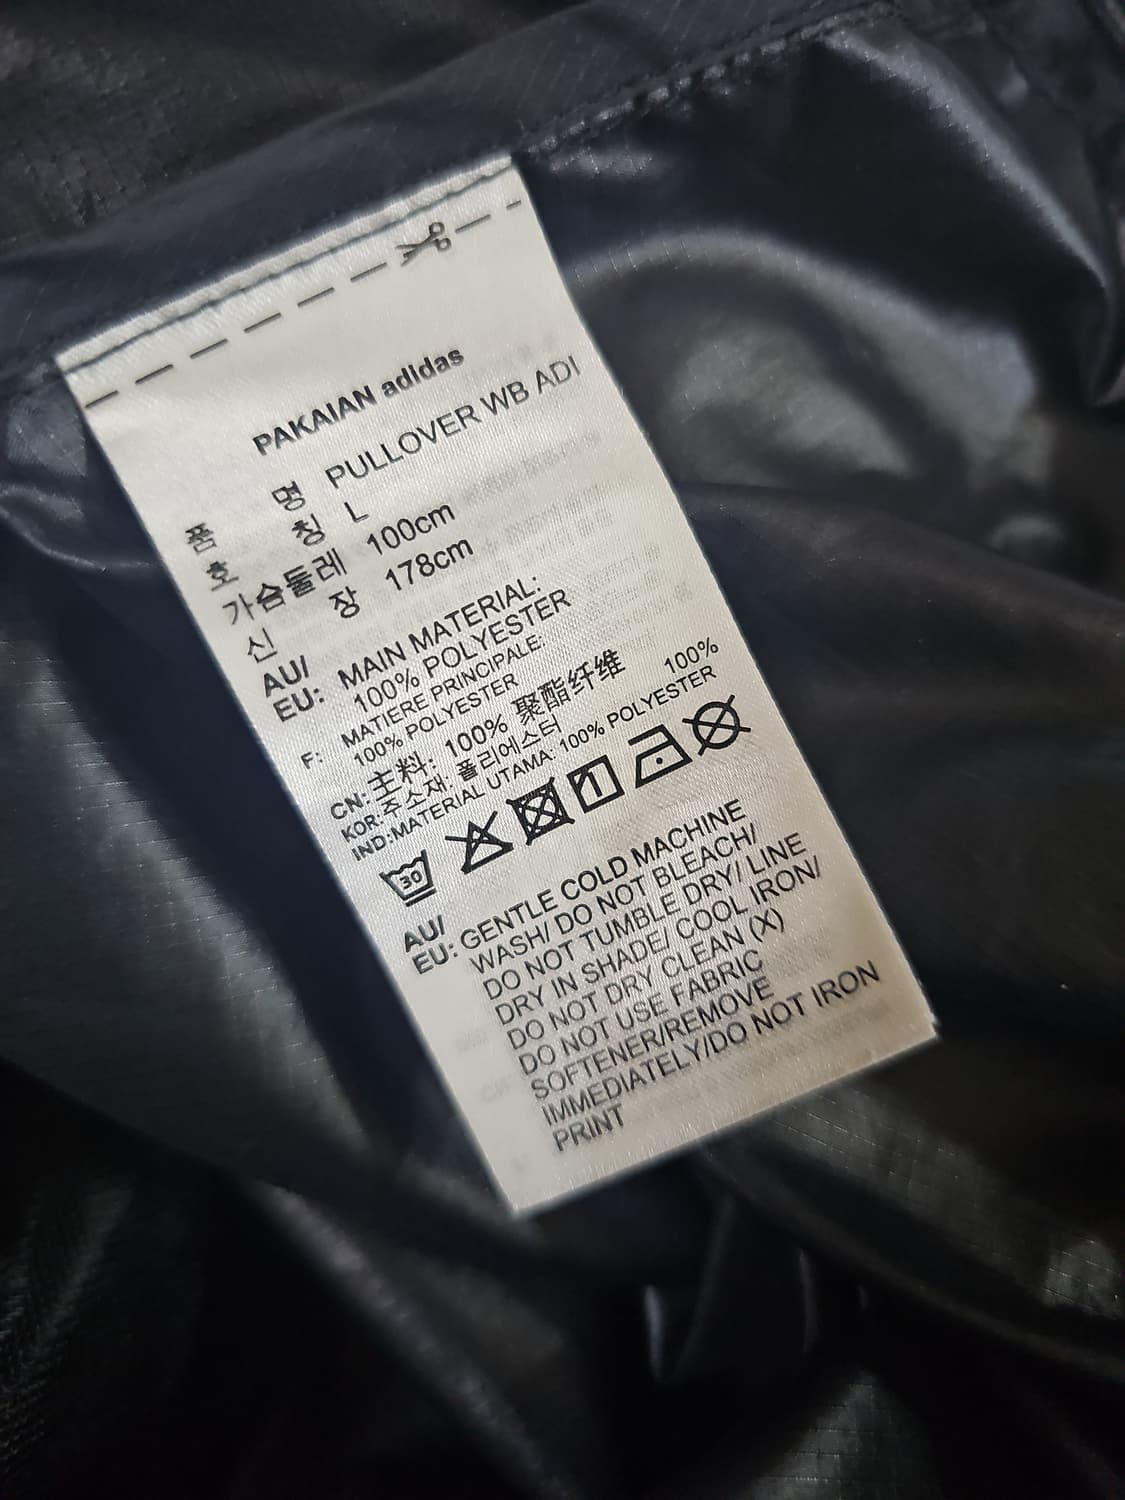 PAKAIAN adidas
품 명 PULLOVER WB ADI
호 칭 L
가슴둘레 100cm
신 장 178cm
AU/
EU: MAIN MATERIAL:
100% POLYESTER
F: MATIERE PRINCIPALE:
100% POLYESTER
CN: 主料: 100% 聚酯纤维
KOR: 주소재: 폴리에스터 100%
IND:MATERIAL UTAMA: 100% POLYESTER
30
AU/
EU: GENTLE COLD MACHINE
WASH/ DO NOT BLEACH/
DO NOT TUMBLE DRY/ LINE
DRY IN SHADE/ COOL IRON/
DO NOT DRY CLEAN (X)
DO NOT USE FABRIC
SOFTENER/REMOVE
IMMEDIATELY/DO NOT IRON
PRINT